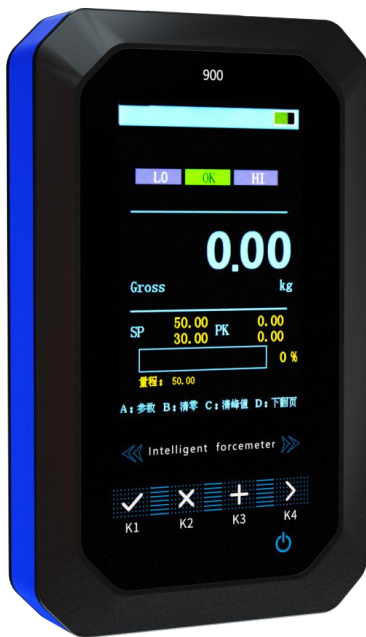 900
LO OK HI
0.00
Gross kg
SP 50.00 PK 0.00
30.00 0.00
0 %
量程: 50.00
A: 参数 B: 清零 C: 清峰值 D: 下翻页
Intelligent forcemeter
K1 K2 K3 K4